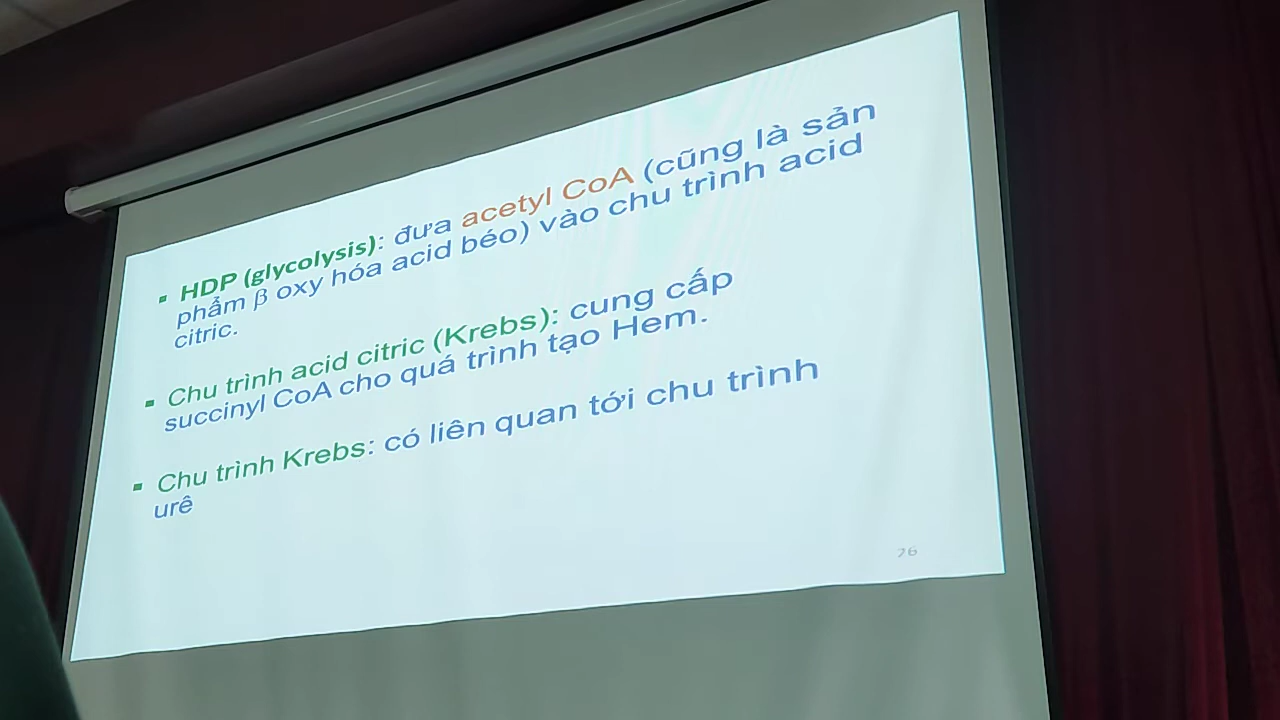 ▪ HDP (glycolysis): đưa acetyl CoA (cũng là sản
phẩm β oxy hóa acid béo) vào chu trình acid
citric.
▪ Chu trình acid citric (Krebs): cung cấp
succinyl CoA cho quá trình tạo Hem.
▪ Chu trình Krebs: có liên quan tới chu trình
urê
26